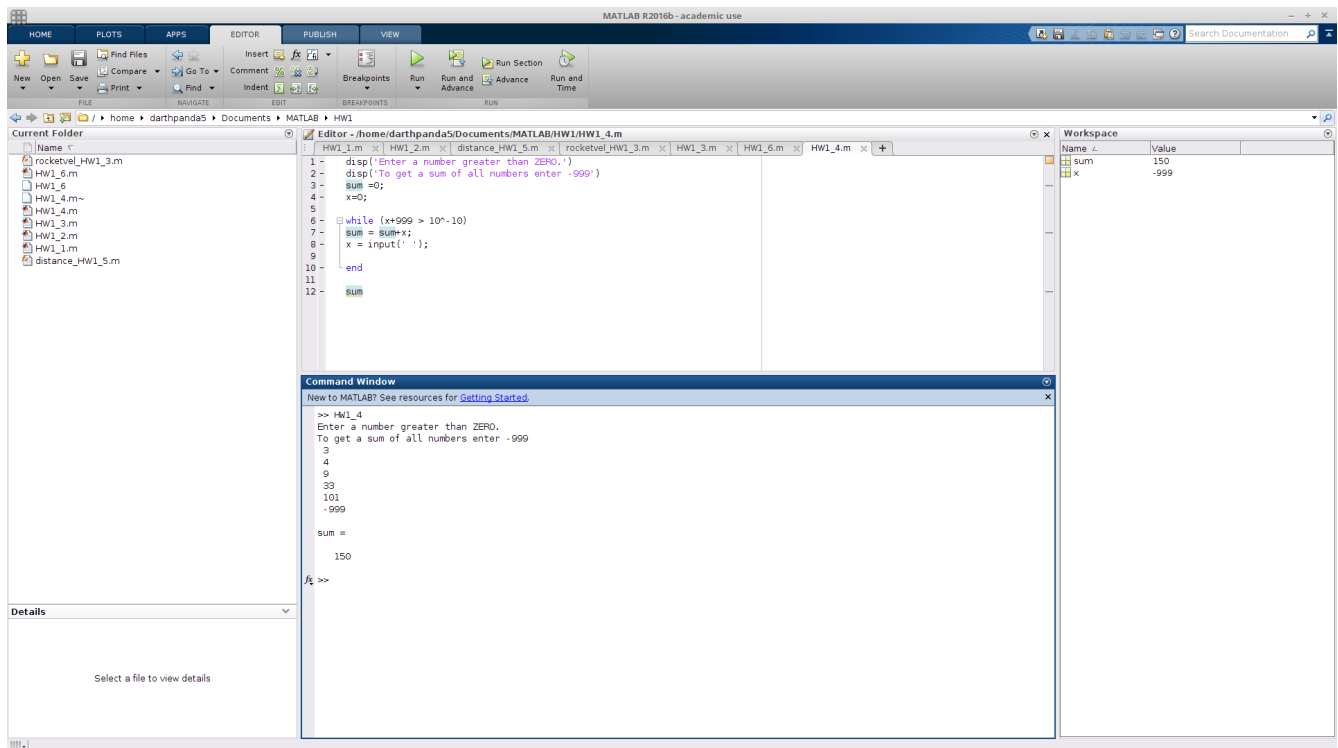 MATLAB R2016b - academic use
HOME PLOTS APPS EDITOR PUBLISH VIEW
Search Documentation
New Open Save
Find Files
Compare
Print
Go To
Find
Insert
Comment
Indent
Breakpoints
Run
Run and Advance
Run Section
Advance
Run and Time
FILE NAVIGATE EDIT BREAKPOINTS RUN
/ home darthpanda5 Documents MATLAB HW1
Current Folder
Name
rocketvel_HW1_3.m
HW1_6.m
HW1_6
HW1_4.m~
HW1_4.m
HW1_3.m
HW1_2.m
HW1_1.m
distance_HW1_5.m
Details
Select a file to view details
Editor - /home/darthpanda5/Documents/MATLAB/HW1/HW1_4.m
HW1_1.m HW1_2.m distance_HW1_5.m rocketvel_HW1_3.m HW1_3.m HW1_6.m HW1_4.m +
1 - disp('Enter a number greater than ZERO.')
2 - disp('To get a sum of all numbers enter -999')
3 - sum =0;
4 - x=0;
5
6 - while (x+999 > 10^-10)
7 - sum = sum+x;
8 - x = input(' ');
9
10 - end
11
12 - sum
Command Window
New to MATLAB? See resources for Getting Started.
>> HW1_4
Enter a number greater than ZERO.
To get a sum of all numbers enter -999
3
4
9
33
101
-999
sum =
150
fx >>
Workspace
Name Value
sum 150
x -999